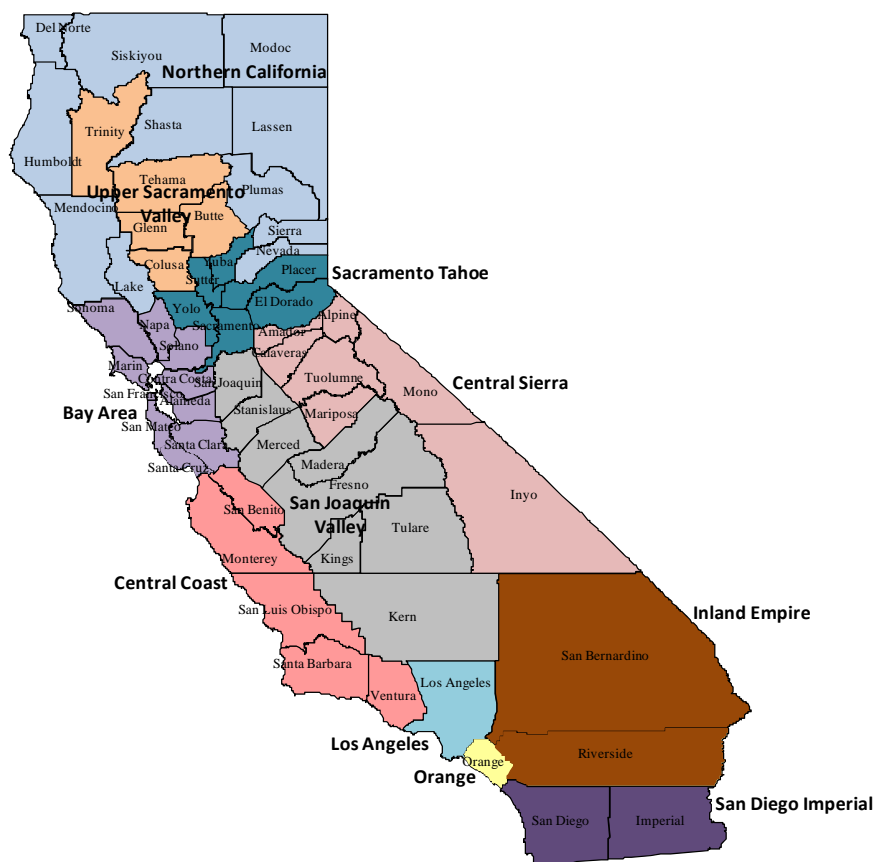 Del Norte
Modoc
Siskiyou
Northern California
Trinity
Shasta
Lassen
Humboldt
Tehama
Plumas
Upper Sacramento
Valley
Mendocino
Butte
Glenn
Sierra
Nevada
Colusa
Yuba
Sutter
Placer
Sacramento Tahoe
Lake
El Dorado
Sonoma
Yolo
Napa
Sacramento
Alpine
Amador
Solano
Calaveras
Marin
Contra Costa
San Joaquin
Tuolumne
Central Sierra
Mono
San Francisco
Alameda
Bay Area
Stanislaus
Mariposa
San Mateo
Santa Clara
Merced
Santa Cruz
Madera
Fresno
Inyo
San Benito
San Joaquin
Valley
Tulare
Monterey
Kings
Central Coast
San Luis Obispo
Kern
Inland Empire
San Bernardino
Santa Barbara
Ventura
Los Angeles
Los Angeles
Riverside
Orange
Orange
San Diego Imperial
San Diego
Imperial